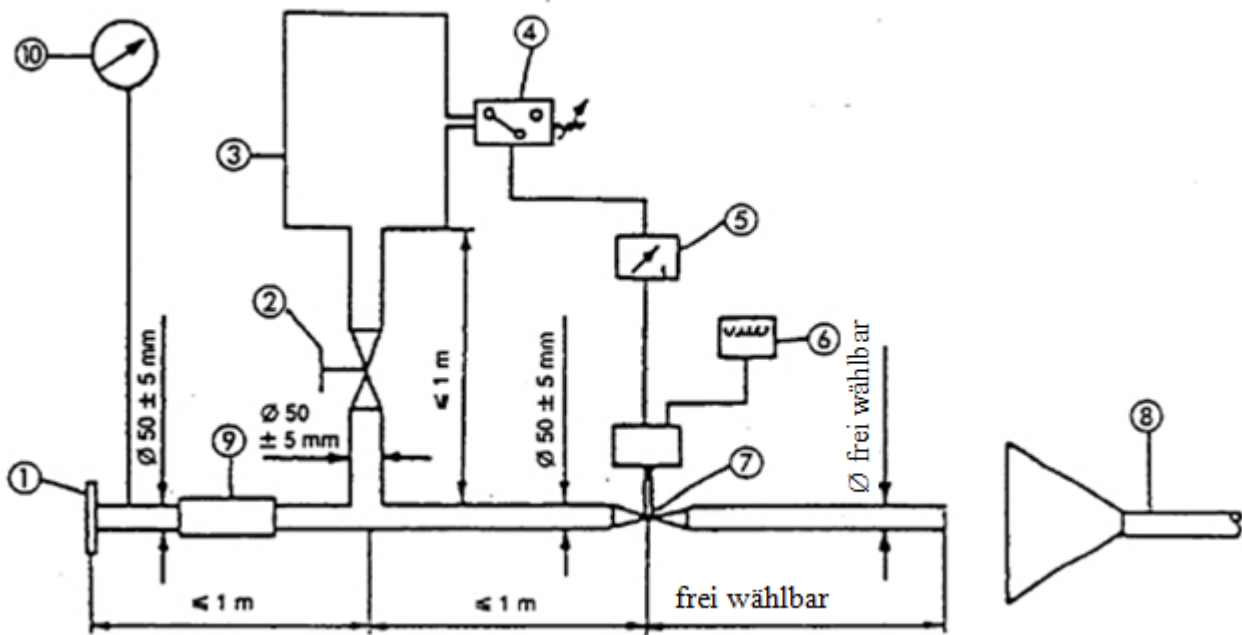 10
4
3
5
2
6
≤ 1 m
Ø 50 ± 5 mm
Ø 50
± 5 mm
Ø 50 ± 5 mm
Ø frei wählbar
9
8
1
7
≤ 1 m
≤ 1 m
frei wählbar